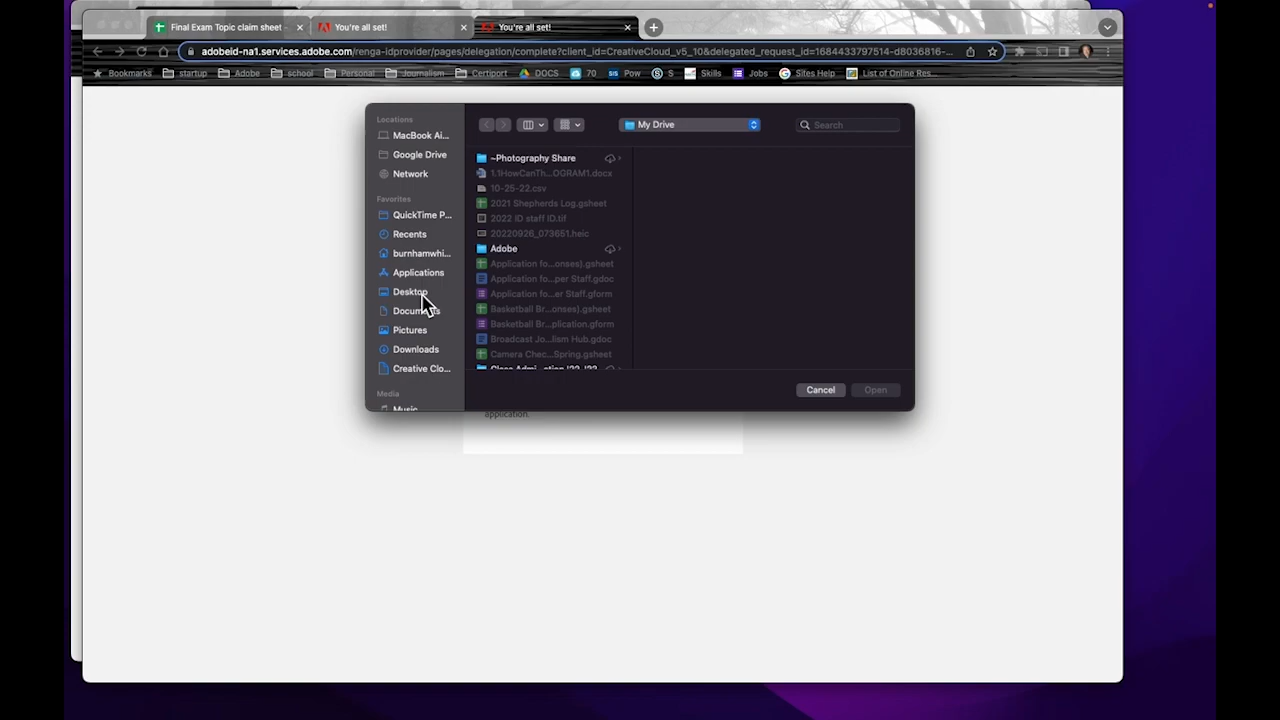 Final Exam Topic claim sheet -
You're all set!
You're all set!
adobeid-na1.services.adobe.com/renga-idprovider/pages/delegation/complete?client_id=CreativeCloud_v5_10&delegated_request_id=1684433797514-d8036816-...
Bookmarks
startup
Adobe
school
Personal
Journalism
Certiport
DOCS
70
SIS
Pow
S
Skills
Jobs
Sites Help
List of Online Res
Locations
MacBook Ai...
Google Drive
Network
Favorites
QuickTime P...
Recents
burnhamwhi...
Applications
Desktop
Documents
Pictures
Downloads
Creative Clo...
Media
Music
My Drive
Search
~Photography Share
1.1HowCanTh...OGRAM1.docx
10-25-22.csv
2021 Shepherds Log.gsheet
2022 ID staff ID.tif
20220926_073651.heic
Adobe
Application fo...onses).gsheet
Application fo...per Staff.gdoc
Application fo...er Staff.gform
Basketball Br...onses).gsheet
Basketball Br...plication.gform
Broadcast Jo...lism Hub.gdoc
Camera Chec...Spring.gsheet
Class Admi...ction '22-'23
Cancel
Open
application.